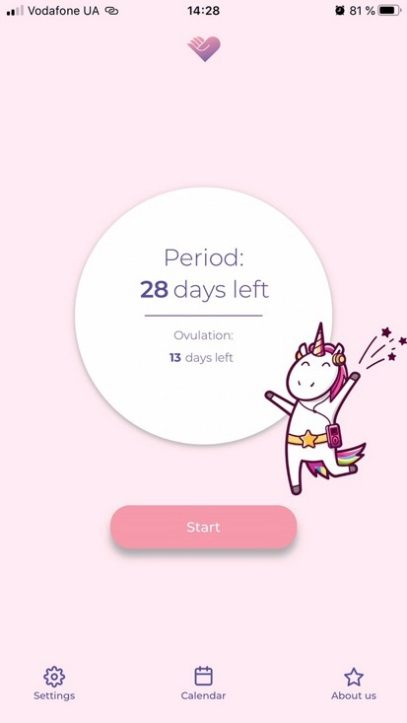 Vodafone UA 14:28 81 %
Period:
28 days left
Ovulation:
13 days left
Start
Settings Calendar About us